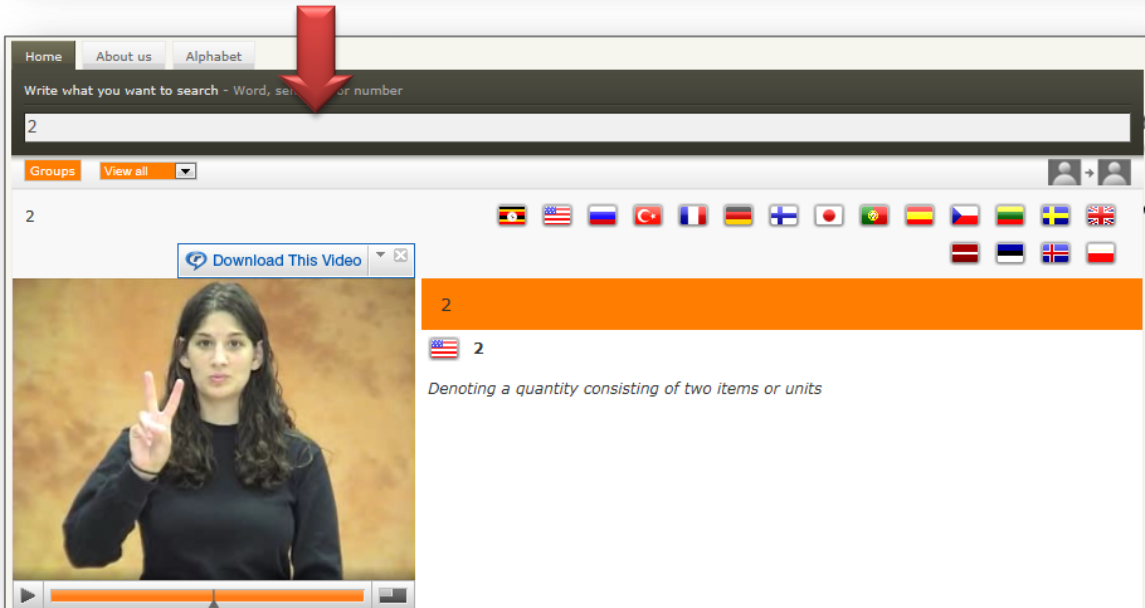 Home About us Alphabet
Write what you want to search - Word, or number
2
Groups View all
2
Download This Video
2
2
Denoting a quantity consisting of two items or units